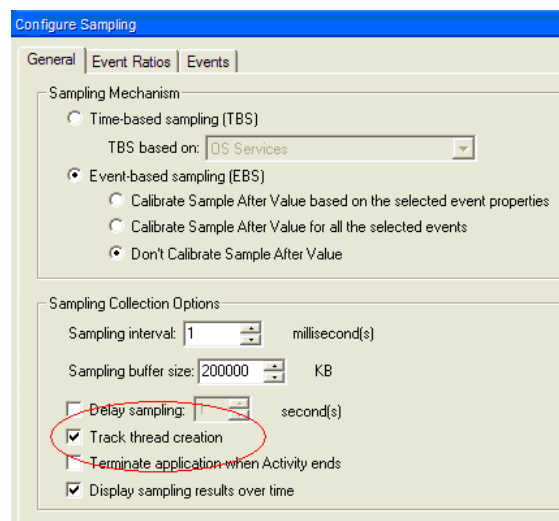 Configure Sampling
General Event Ratios Events
Sampling Mechanism
Time-based sampling (TBS)
TBS based on: OS Services
Event-based sampling (EBS)
Calibrate Sample After Value based on the selected event properties
Calibrate Sample After Value for all the selected events
Don't Calibrate Sample After Value
Sampling Collection Options
Sampling interval: 1 millisecond(s)
Sampling buffer size: 200000 KB
Delay sampling: 1 second(s)
Track thread creation
Terminate application when Activity ends
Display sampling results over time